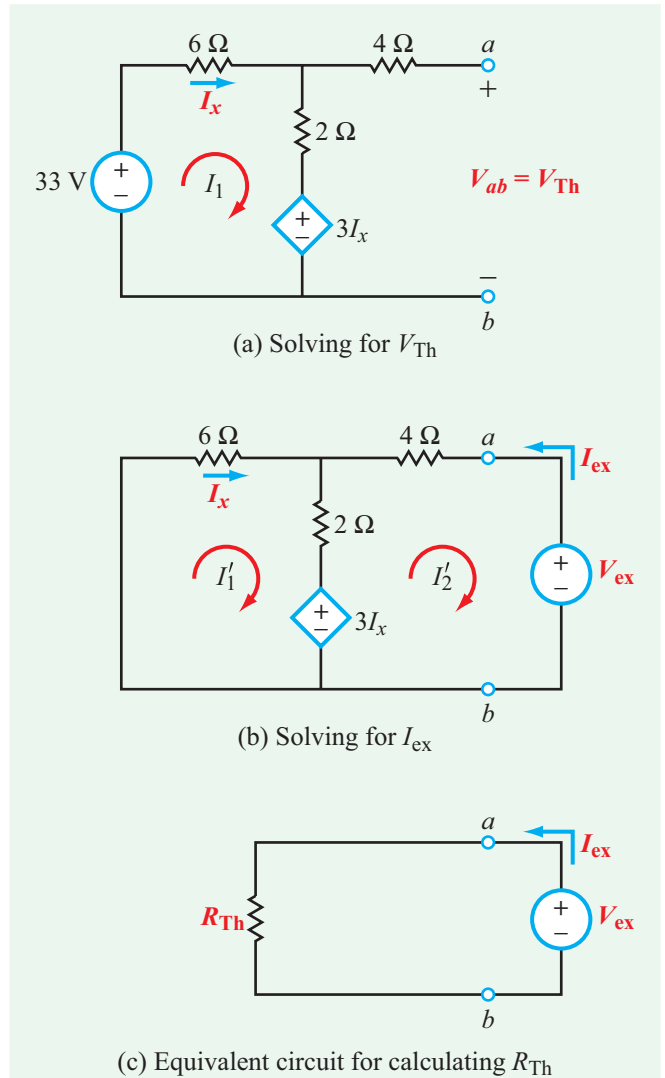 6 Ω
4 Ω
a
+
I_x
2 Ω
33 V
+
−
I_1
V_ab = V_Th
+
−
3I_x
−
b
(a) Solving for V_Th
6 Ω
4 Ω
a
I_ex
I_x
2 Ω
I′_1
I′_2
+
−
V_ex
+
−
3I_x
b
(b) Solving for I_ex
a
I_ex
R_Th
+
−
V_ex
b
(c) Equivalent circuit for calculating R_Th